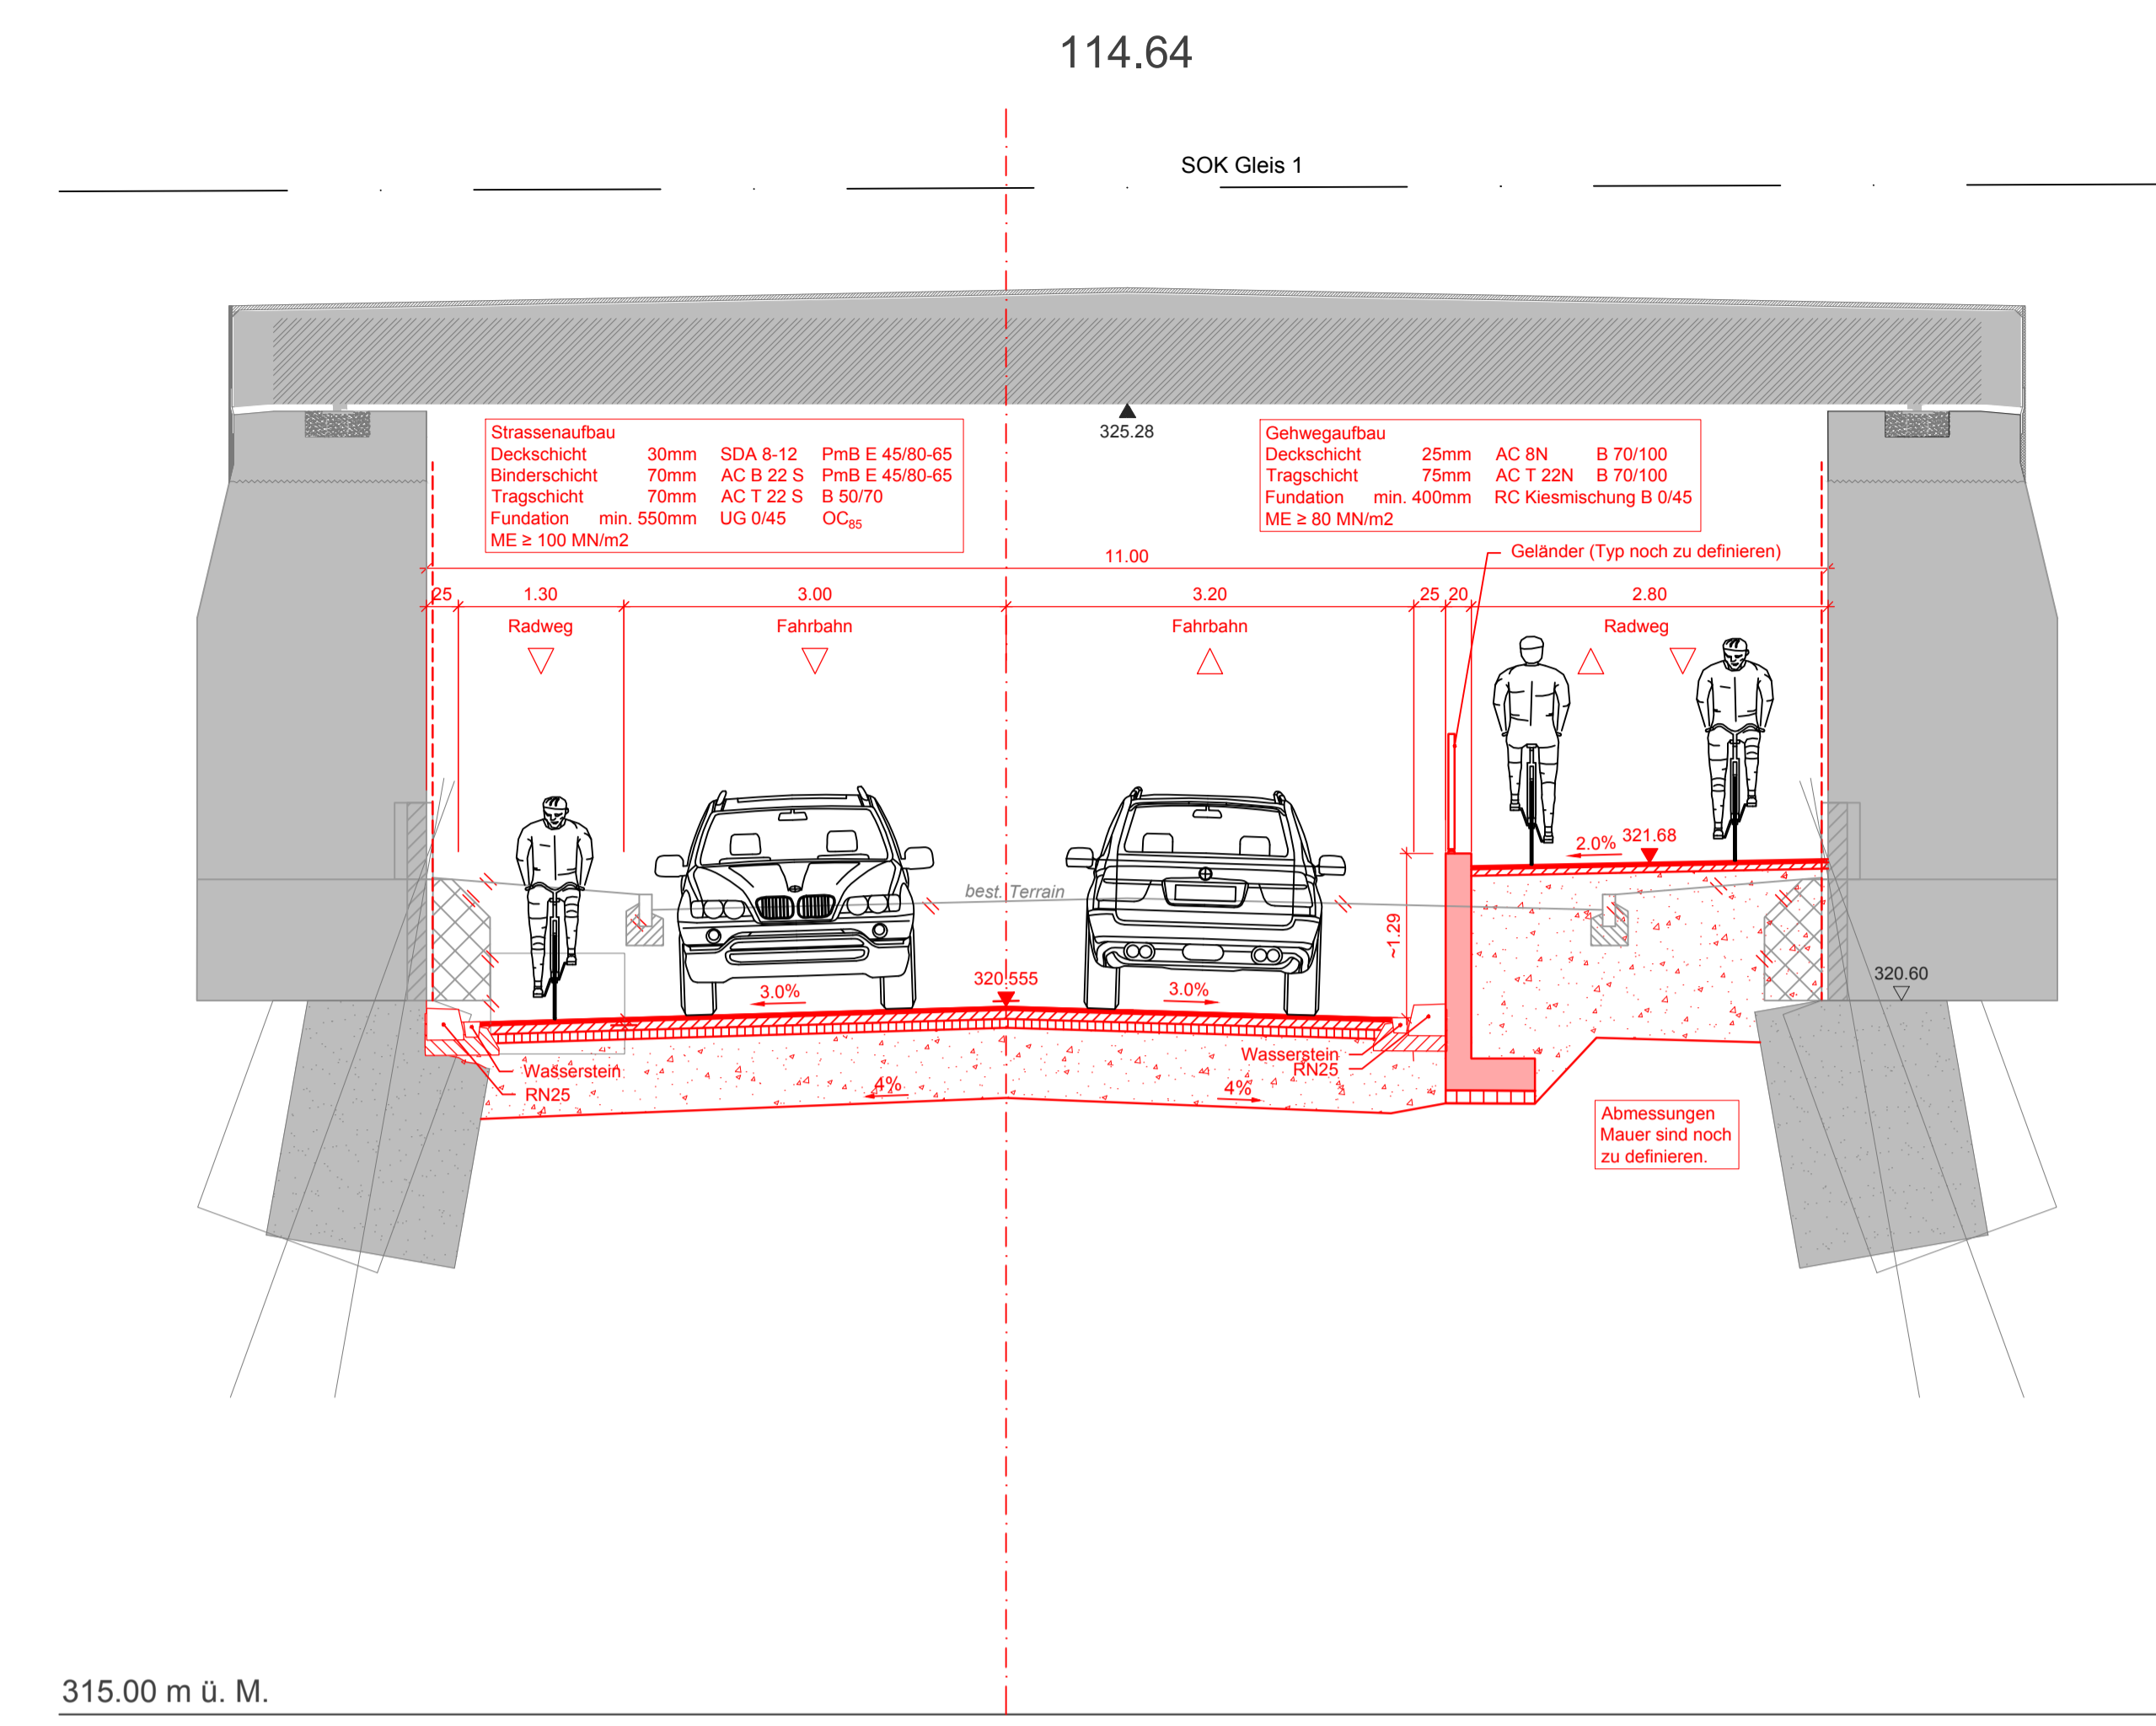 114.64
SOK Gleis 1
325.28
Strassenaufbau
Deckschicht 30mm SDA 8-12 PmB E 45/80-65
Binderschicht 70mm AC B 22 S PmB E 45/80-65
Tragschicht 70mm AC T 22 S B 50/70
Fundation min. 550mm UG 0/45 OC85
ME ≥ 100 MN/m2
Gehwegaufbau
Deckschicht 25mm AC 8N B 70/100
Tragschicht 75mm AC T 22N B 70/100
Fundation min. 400mm RC Kiesmischung B 0/45
ME ≥ 80 MN/m2
Geländer (Typ noch zu definieren)
11.00
25 1.30 3.00 3.20 25 20 2.80
Radweg Fahrbahn Fahrbahn Radweg
2.0% 321.68
best. Terrain
~1.29
320.60
320.555
3.0% 3.0%
Wasserstein
RN25
Wasserstein
RN25
4% 4%
Abmessungen
Mauer sind noch
zu definieren.
315.00 m ü. M.